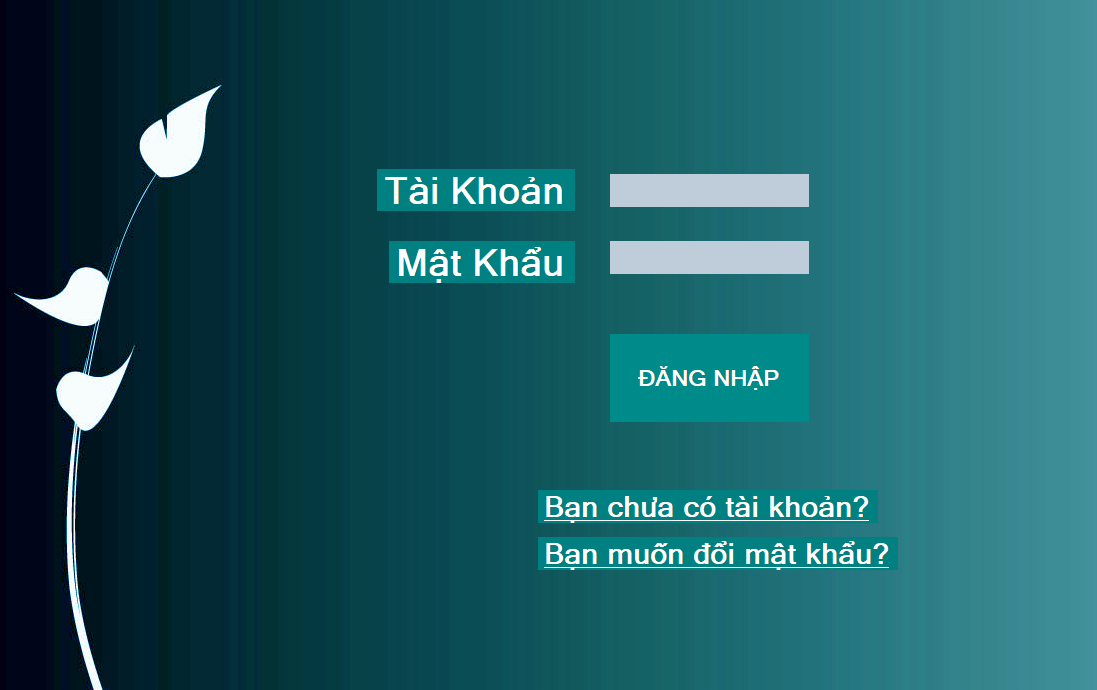 Tài Khoản
Mật Khẩu
ĐĂNG NHẬP
Bạn chưa có tài khoản?
Bạn muốn đổi mật khẩu?